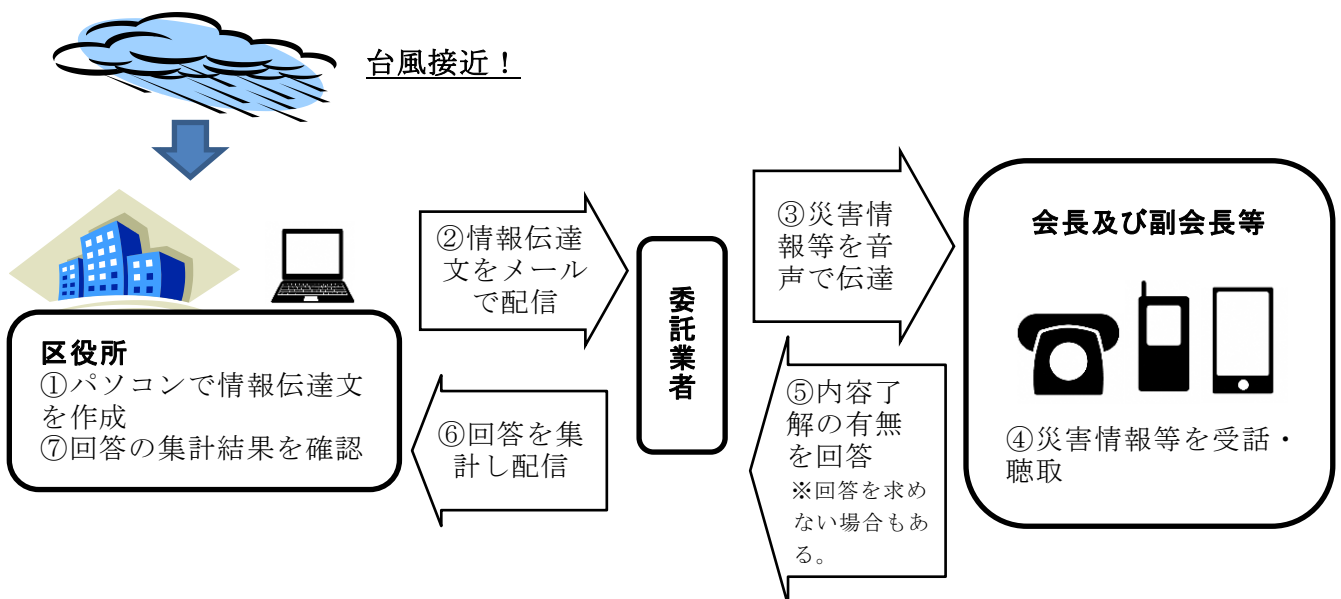 台風接近！
区役所
①パソコンで情報伝達文
を作成
⑦回答の集計結果を確認
②情報伝達
文をメール
で配信
⑥回答を集
計し配信
委託業者
③災害情
報等を音
声で伝達
⑤内容了
解の有無
を回答
※回答を求め
ない場合もあ
る。
会長及び副会長等
④災害情報等を受話・
聴取